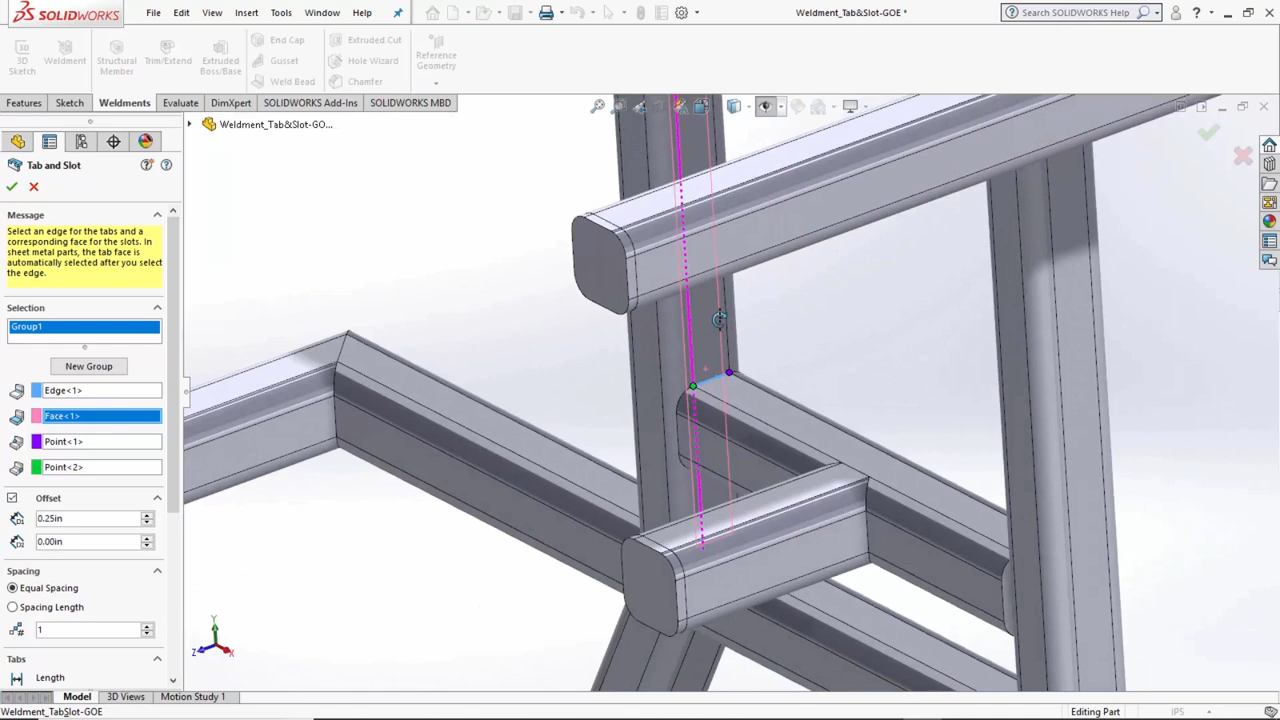 SOLIDWORKS File Edit View Insert Tools Window Help Weldment_Tab&Slot-GOE * Search SOLIDWORKS Help ?
3D Sketch Weldment Structural Member Trim/Extend Extruded Boss/Base End Cap Gusset Weld Bead Extruded Cut Hole Wizard Chamfer Reference Geometry
Features Sketch Weldments Evaluate DimXpert SOLIDWORKS Add-Ins SOLIDWORKS MBD
Weldment_Tab&Slot-GO...
Tab and Slot
Message
Select an edge for the tabs and a
corresponding face for the slots. In
sheet metal parts, the tab face is
automatically selected after you select
the edge.
Selection
Group1
New Group
Edge<1>
Face<1>
Point<1>
Point<2>
Offset
0.25in
0.00in
Spacing
Equal Spacing
Spacing Length
1
Tabs
Length
Y
Z X
Model 3D Views Motion Study 1
Weldment_TabSlot-GOE Editing Part IPS